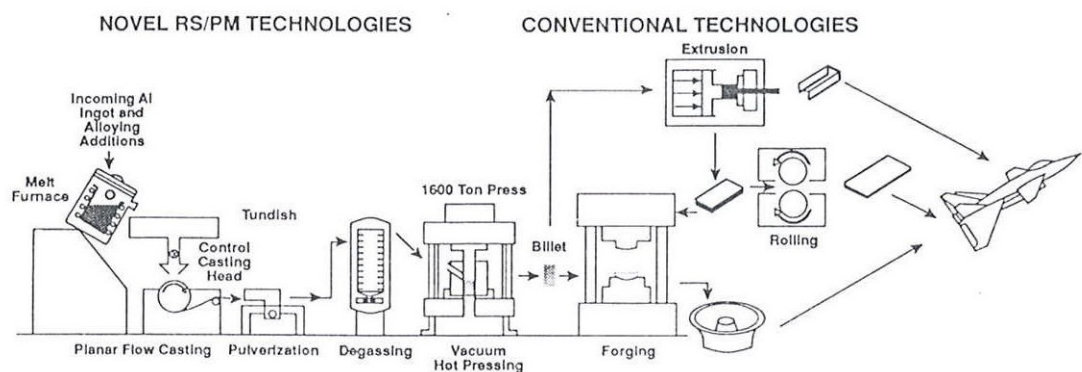 NOVEL RS/PM TECHNOLOGIES
CONVENTIONAL TECHNOLOGIES
Extrusion
Incoming Al
Ingot and
Alloying
Additions
Melt
Furnace
Tundish
Control
Casting
Head
1600 Ton Press
Billet
Rolling
Planar Flow Casting
Pulverization
Degassing
Vacuum
Hot Pressing
Forging